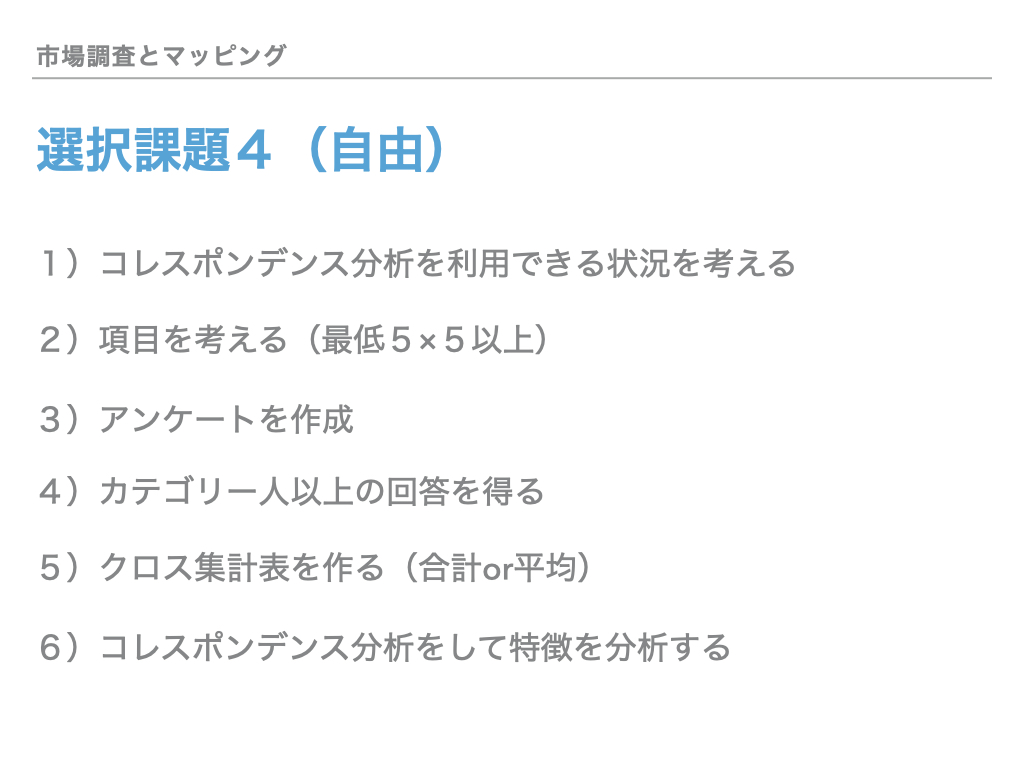 市場調査とマッピング
選択課題４（自由）
１）コレスポンデンス分析を利用できる状況を考える
２）項目を考える（最低５×５以上）
３）アンケートを作成
４）カテゴリー人以上の回答を得る
５）クロス集計表を作る（合計or平均）
６）コレスポンデンス分析をして特徴を分析する